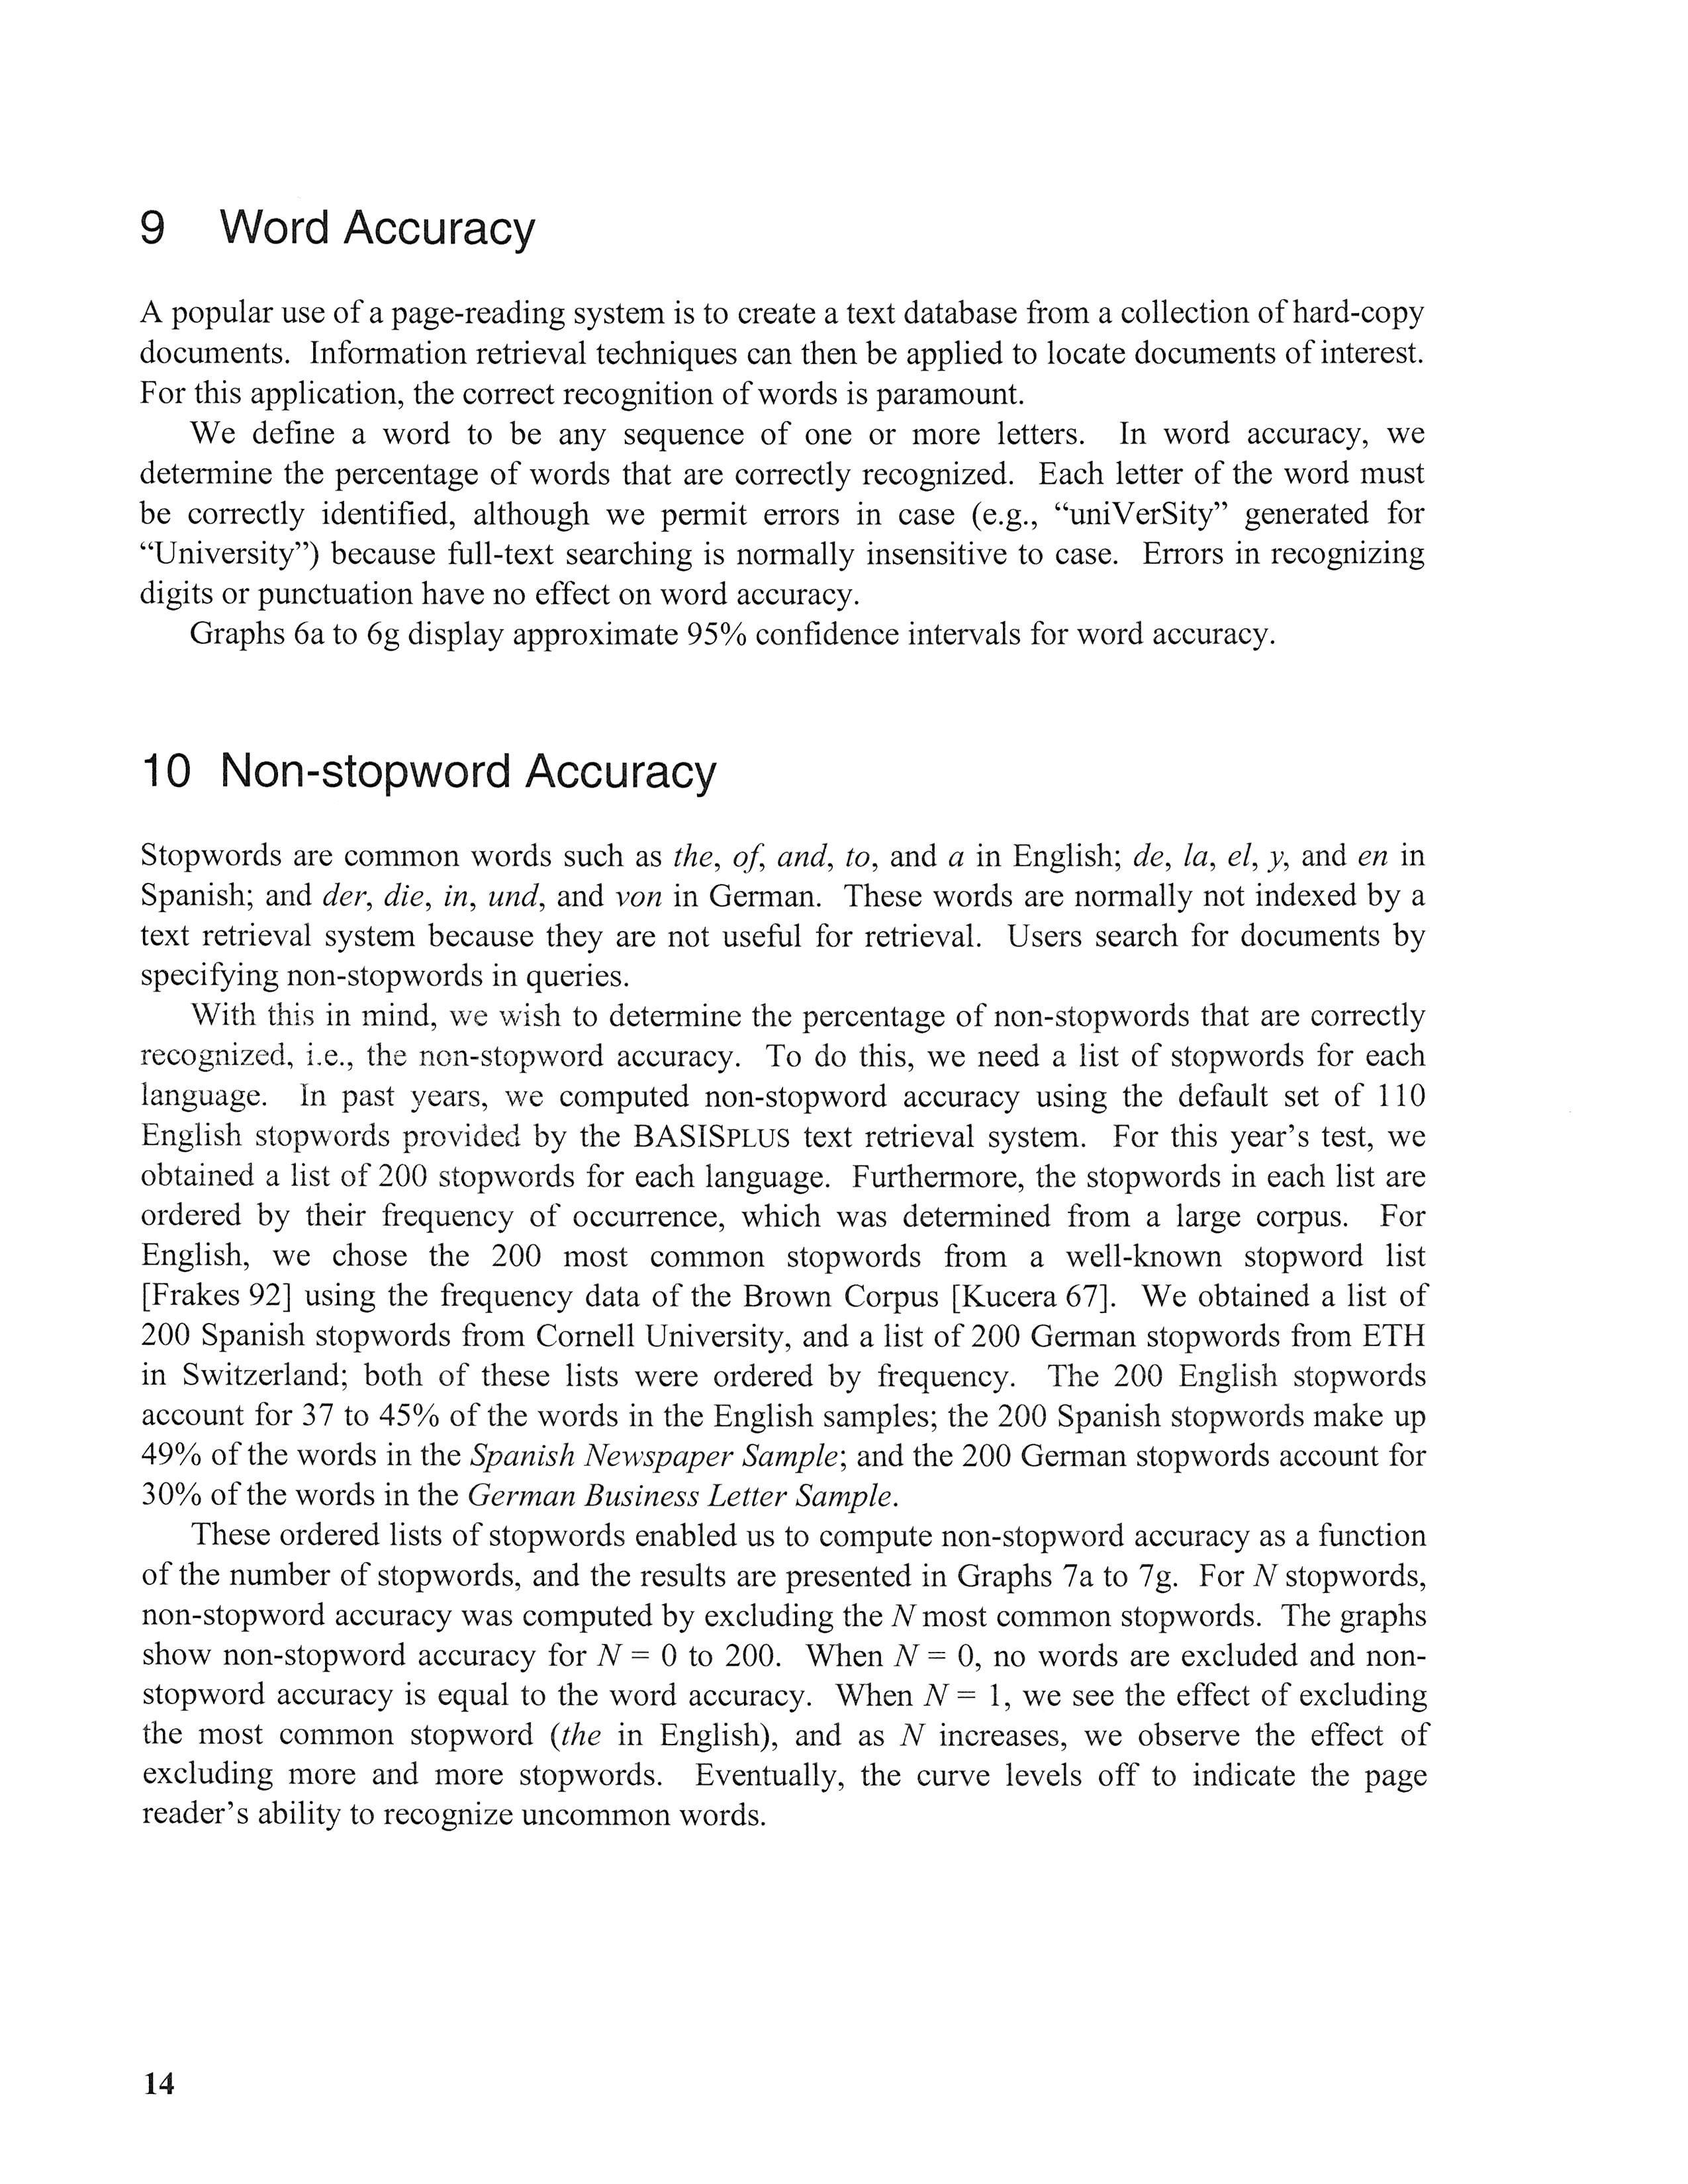 9 Word Accuracy
A popular use of a page-reading system is to create a text database from a collection of hard-copy
documents. Information retrieval techniques can then be applied to locate documents of interest.
For this application, the correct recognition of words is paramount.
We define a word to be any sequence of one or more letters. In word accuracy, we
determine the percentage of words that are correctly recognized. Each letter of the word must
be correctly identified, although we permit errors in case (e.g., “uniVerSity” generated for
“University”) because full-text searching is normally insensitive to case. Errors in recognizing
digits or punctuation have no effect on word accuracy.
Graphs 6a to 6g display approximate 95% confidence intervals for word accuracy.
10 Non-stopword Accuracy
Stopwords are common words such as the, of, and, to, and a in English; de, la, el, y, and en in
Spanish; and der, die, in, und, and von in German. These words are normally not indexed by a
text retrieval system because they are not useful for retrieval. Users search for documents by
specifying non-stopwords in queries.
With this in mind, we wish to determine the percentage of non-stopwords that are correctly
recognized, i.e., the non-stopword accuracy. To do this, we need a list of stopwords for each
language. In past years, we computed non-stopword accuracy using the default set of 110
English stopwords provided by the BASISPLUS text retrieval system. For this year’s test, we
obtained a list of 200 stopwords for each language. Furthermore, the stopwords in each list are
ordered by their frequency of occurrence, which was determined from a large corpus. For
English, we chose the 200 most common stopwords from a well-known stopword list
[Frakes 92] using the frequency data of the Brown Corpus [Kucera 67]. We obtained a list of
200 Spanish stopwords from Cornell University, and a list of 200 German stopwords from ETH
in Switzerland; both of these lists were ordered by frequency. The 200 English stopwords
account for 37 to 45% of the words in the English samples; the 200 Spanish stopwords make up
49% of the words in the Spanish Newspaper Sample; and the 200 German stopwords account for
30% of the words in the German Business Letter Sample.
These ordered lists of stopwords enabled us to compute non-stopword accuracy as a function
of the number of stopwords, and the results are presented in Graphs 7a to 7g. For N stopwords,
non-stopword accuracy was computed by excluding the N most common stopwords. The graphs
show non-stopword accuracy for N = 0 to 200. When N = 0, no words are excluded and non-
stopword accuracy is equal to the word accuracy. When N = 1, we see the effect of excluding
the most common stopword (the in English), and as N increases, we observe the effect of
excluding more and more stopwords. Eventually, the curve levels off to indicate the page
reader’s ability to recognize uncommon words.
14